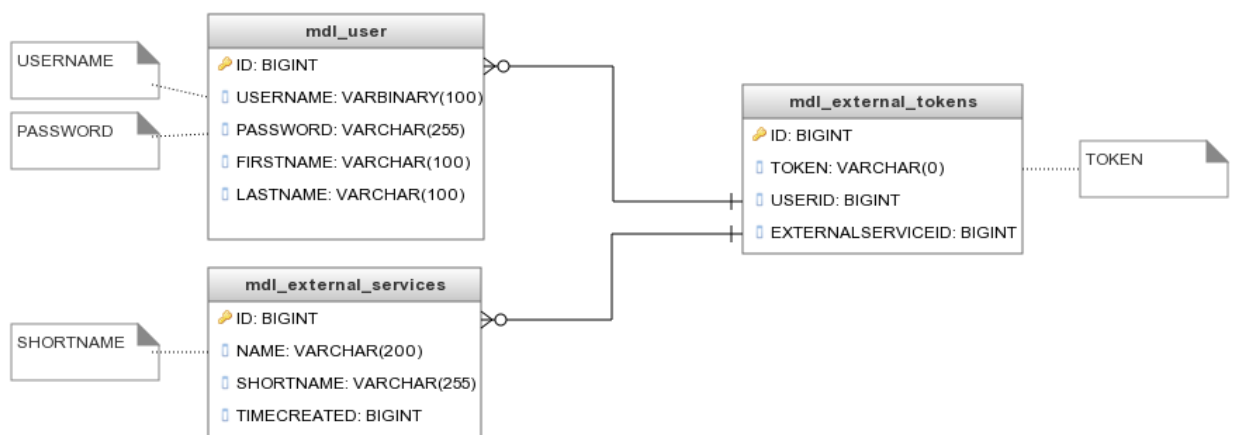 mdl_user
USERNAME
ID: BIGINT
USERNAME: VARBINARY(100)
PASSWORD
PASSWORD: VARCHAR(255)
FIRSTNAME: VARCHAR(100)
LASTNAME: VARCHAR(100)
mdl_external_tokens
ID: BIGINT
TOKEN: VARCHAR(0)
USERID: BIGINT
EXTERNALSERVICEID: BIGINT
TOKEN
mdl_external_services
ID: BIGINT
SHORTNAME
NAME: VARCHAR(200)
SHORTNAME: VARCHAR(255)
TIMECREATED: BIGINT